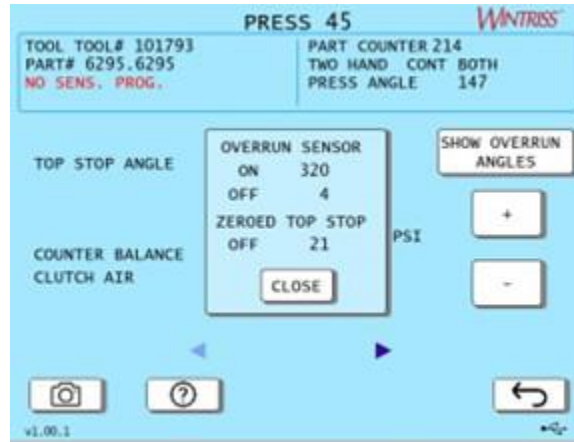 PRESS 45
WINTRISS
TOOL TOOL# 101793
PART# 6295.6295
NO SENS. PROG.
PART COUNTER 214
TWO HAND CONT BOTH
PRESS ANGLE 147
TOP STOP ANGLE
COUNTER BALANCE
CLUTCH AIR
OVERRUN SENSOR
ON 320
OFF 4
ZEROED TOP STOP
OFF 21
CLOSE
PSI
SHOW OVERRUN
ANGLES
+
-
?
v1.00.1